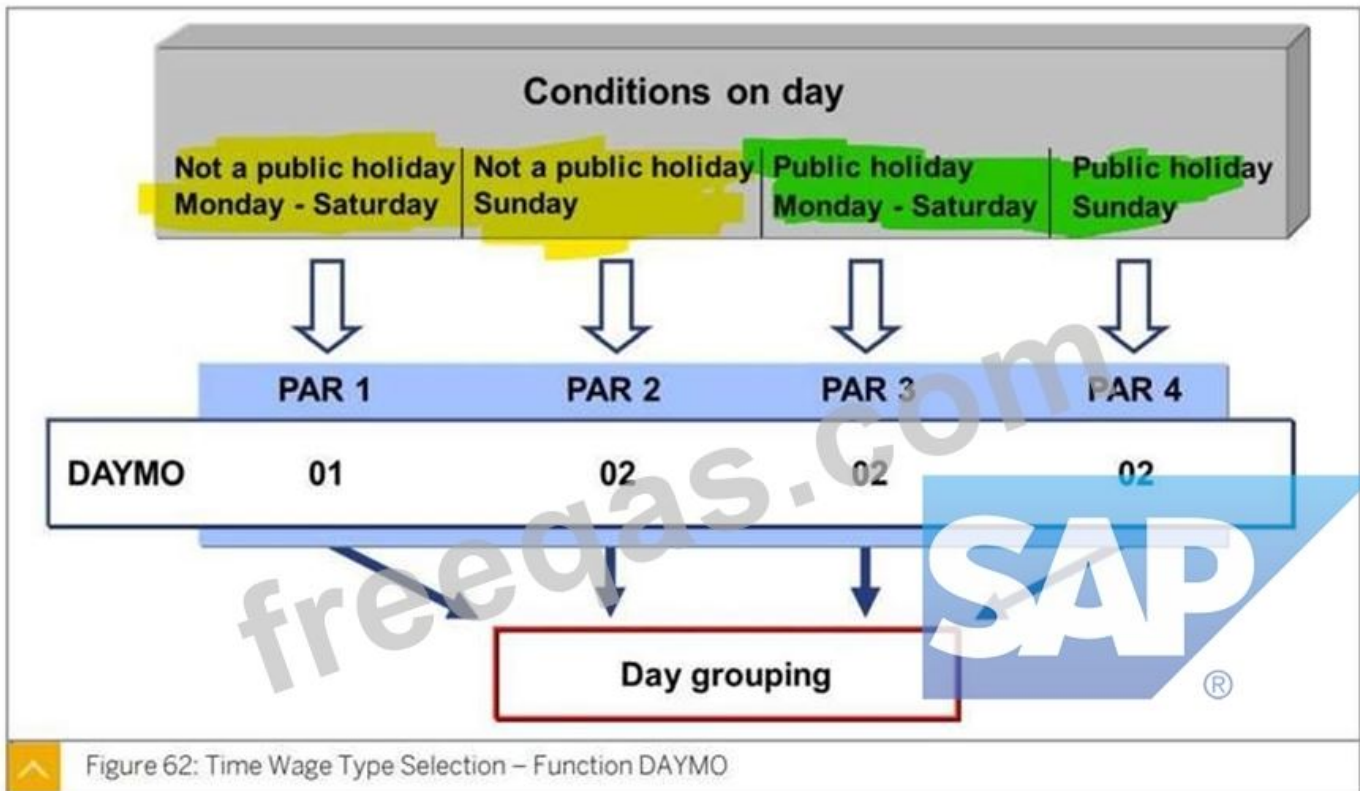 Conditions on day
Not a public holiday
Monday - Saturday
Not a public holiday
Sunday
Public holiday
Monday - Saturday
Public holiday
Sunday
PAR 1 PAR 2 PAR 3 PAR 4
DAYMO 01 02 02 02
Day grouping
freeqas.com
SAP
®
Figure 62: Time Wage Type Selection – Function DAYMO